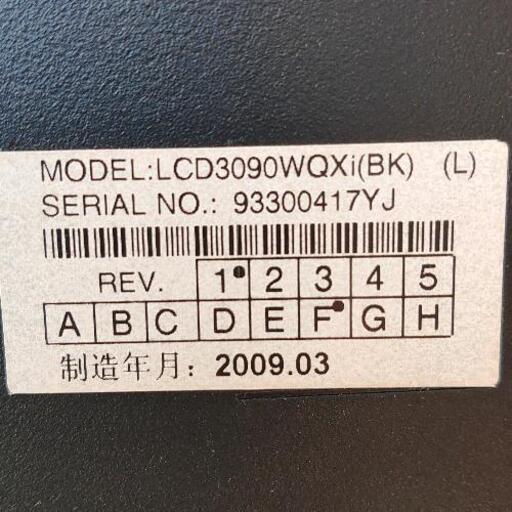 MODEL:LCD3090WQXi(BK) (L)
SERIAL NO.: 93300417YJ
REV. 1 2 3 4 5
A B C D E F G H
制造年月: 2009.03